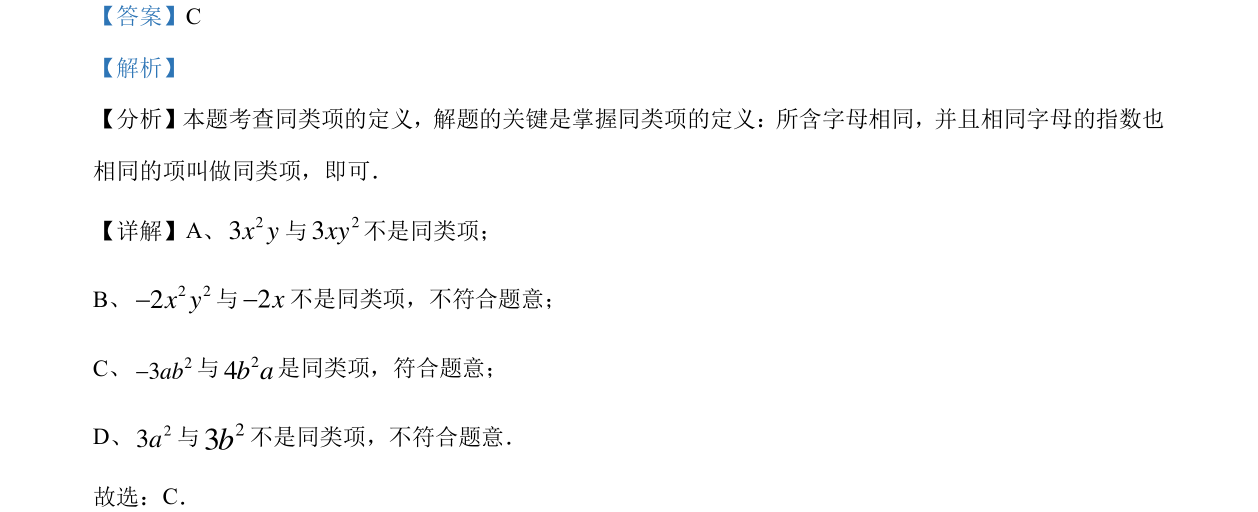 【答案】C
【解析】
【分析】本题考查同类项的定义，解题的关键是掌握同类项的定义：所含字母相同，并且相同字母的指数也
相同的项叫做同类项，即可．
【详解】A、3x²y 与 3xy² 不是同类项；
B、−2x²y² 与 −2x 不是同类项，不符合题意；
C、−3ab² 与 4b²a 是同类项，符合题意；
D、3a² 与 3b² 不是同类项，不符合题意．
故选：C．